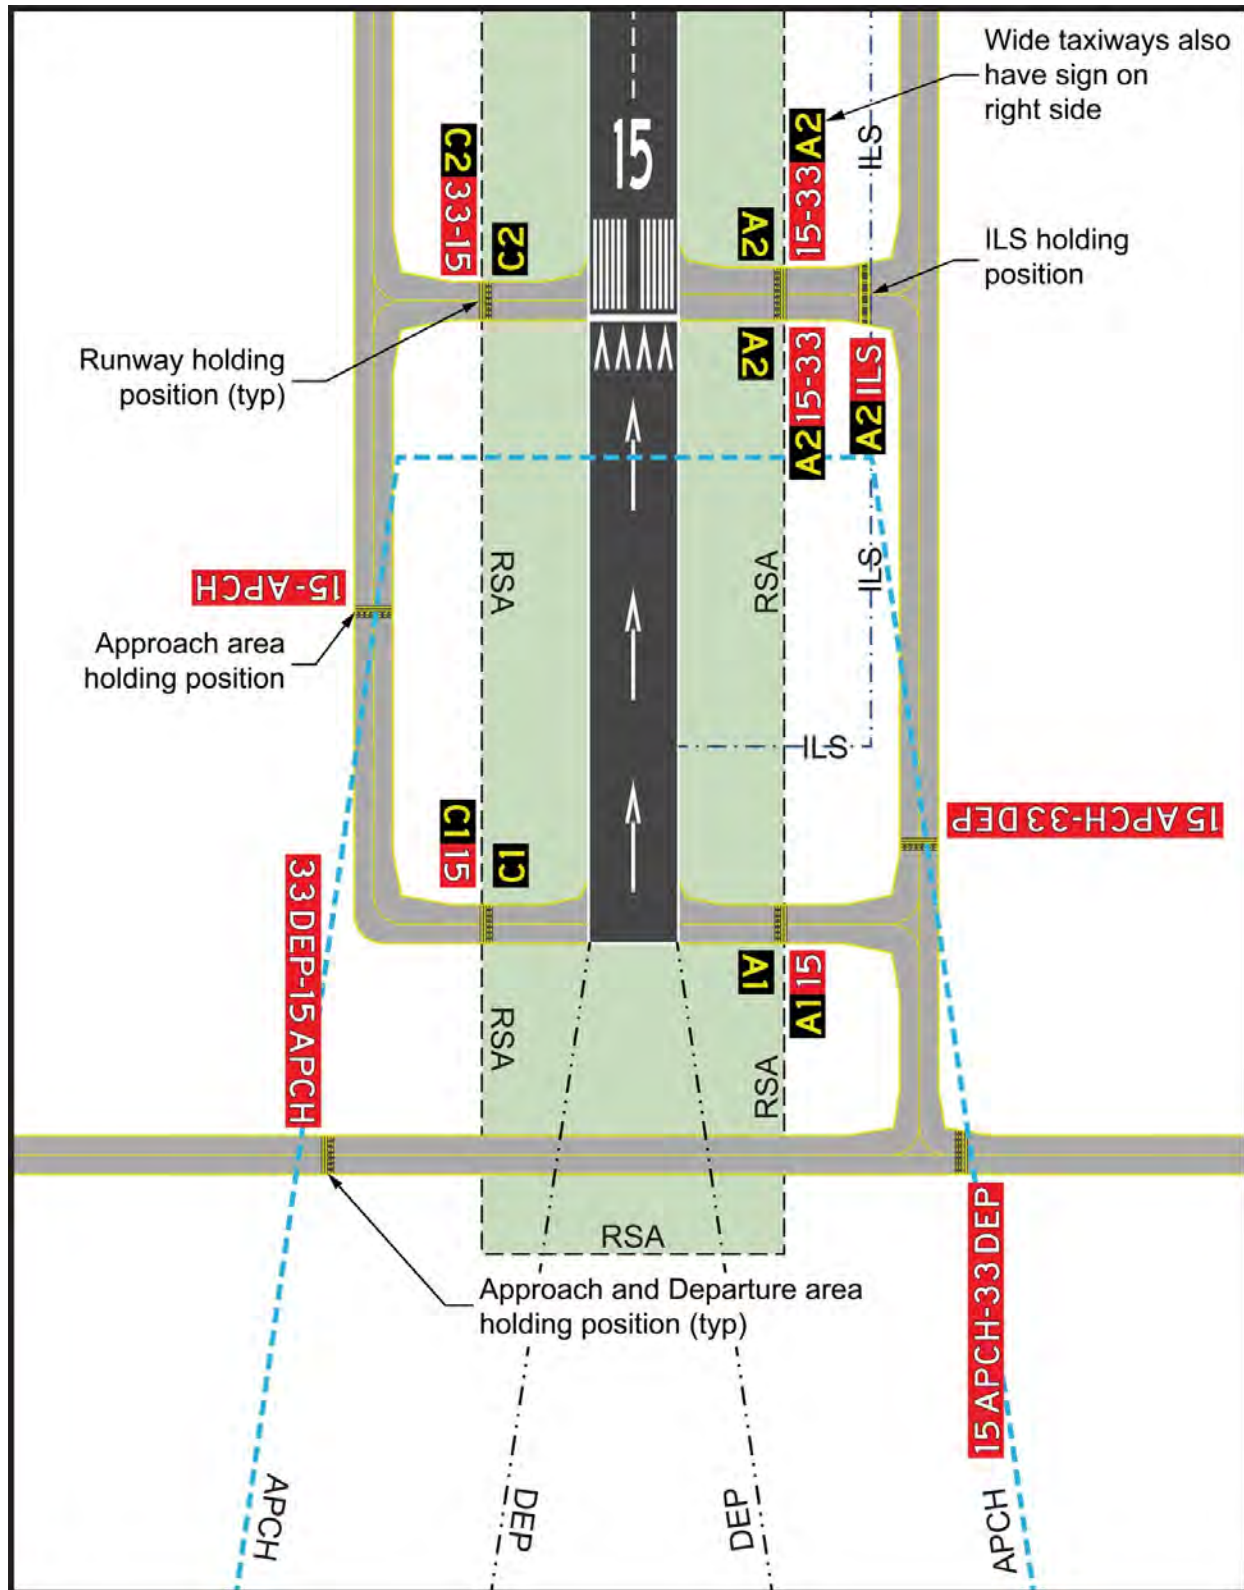 Wide taxiways also
have sign on
right side
C2 33-15
C2
15
A2
15-33 A2
ILS
ILS holding
position
Runway holding
position (typ)
A2
A2 15-33
A2 ILS
RSA
RSA
ILS
15-APCH
Approach area
holding position
ILS
C1 15
C1
15 APCH-33 DEP
33 DEP-15 APCH
A1
A1 15
RSA
RSA
RSA
15 APCH-33 DEP
Approach and Departure area
holding position (typ)
APCH
DEP
DEP
APCH